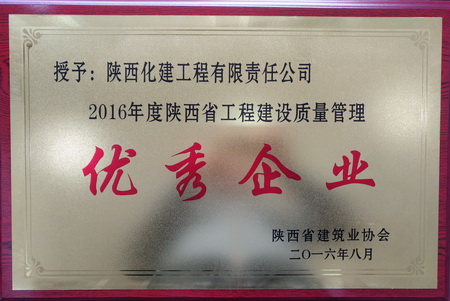 授予：陕西化建工程有限责任公司
2016年度陕西省工程建设质量管理
优秀企业
陕西省建筑业协会
二〇一六年八月